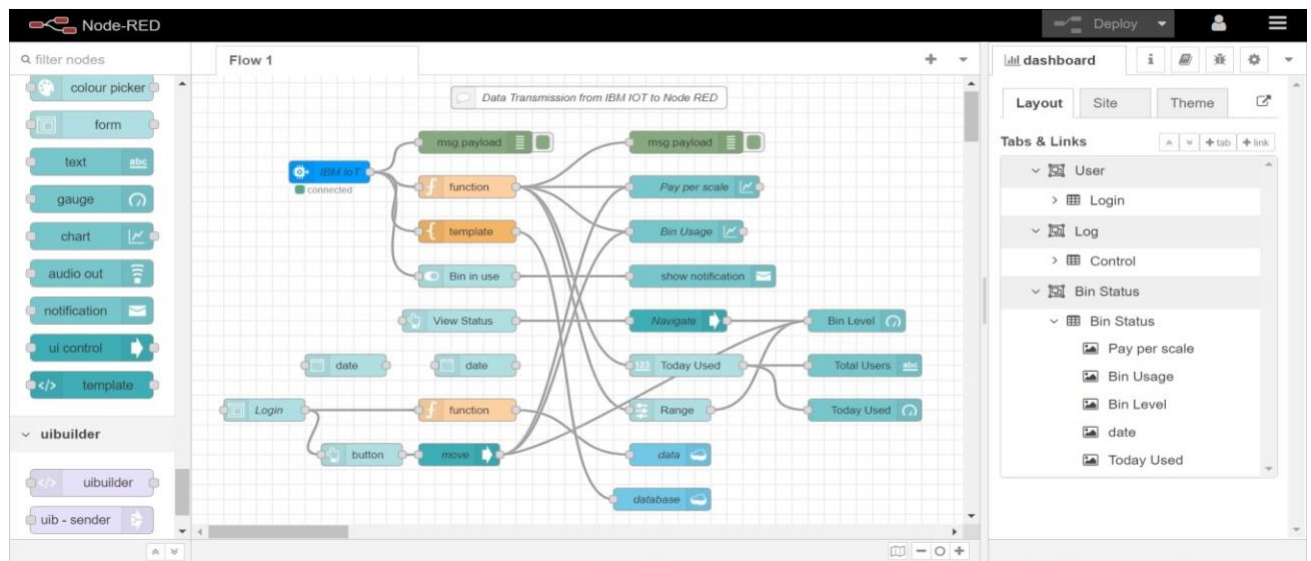 Node-RED
Deploy
filter nodes
colour picker
form
text
abc
gauge
chart
audio out
notification
ui control
</> template
uibuilder
</> uibuilder
uib - sender
Flow 1
Data Transmission from IBM IOT to Node RED
msg.payload
msg.payload
IBM IoT
connected
function
Pay per scale
template
Bin Usage
Bin in use
show notification
View Status
Navigate
Bin Level
date
date
123 Today Used
Total Users abc
Login
function
Range
Today Used
button
move
data
database
dashboard
i
Layout
Site
Theme
Tabs & Links
+ tab
+ link
User
Login
Log
Control
Bin Status
Bin Status
Pay per scale
Bin Usage
Bin Level
date
Today Used